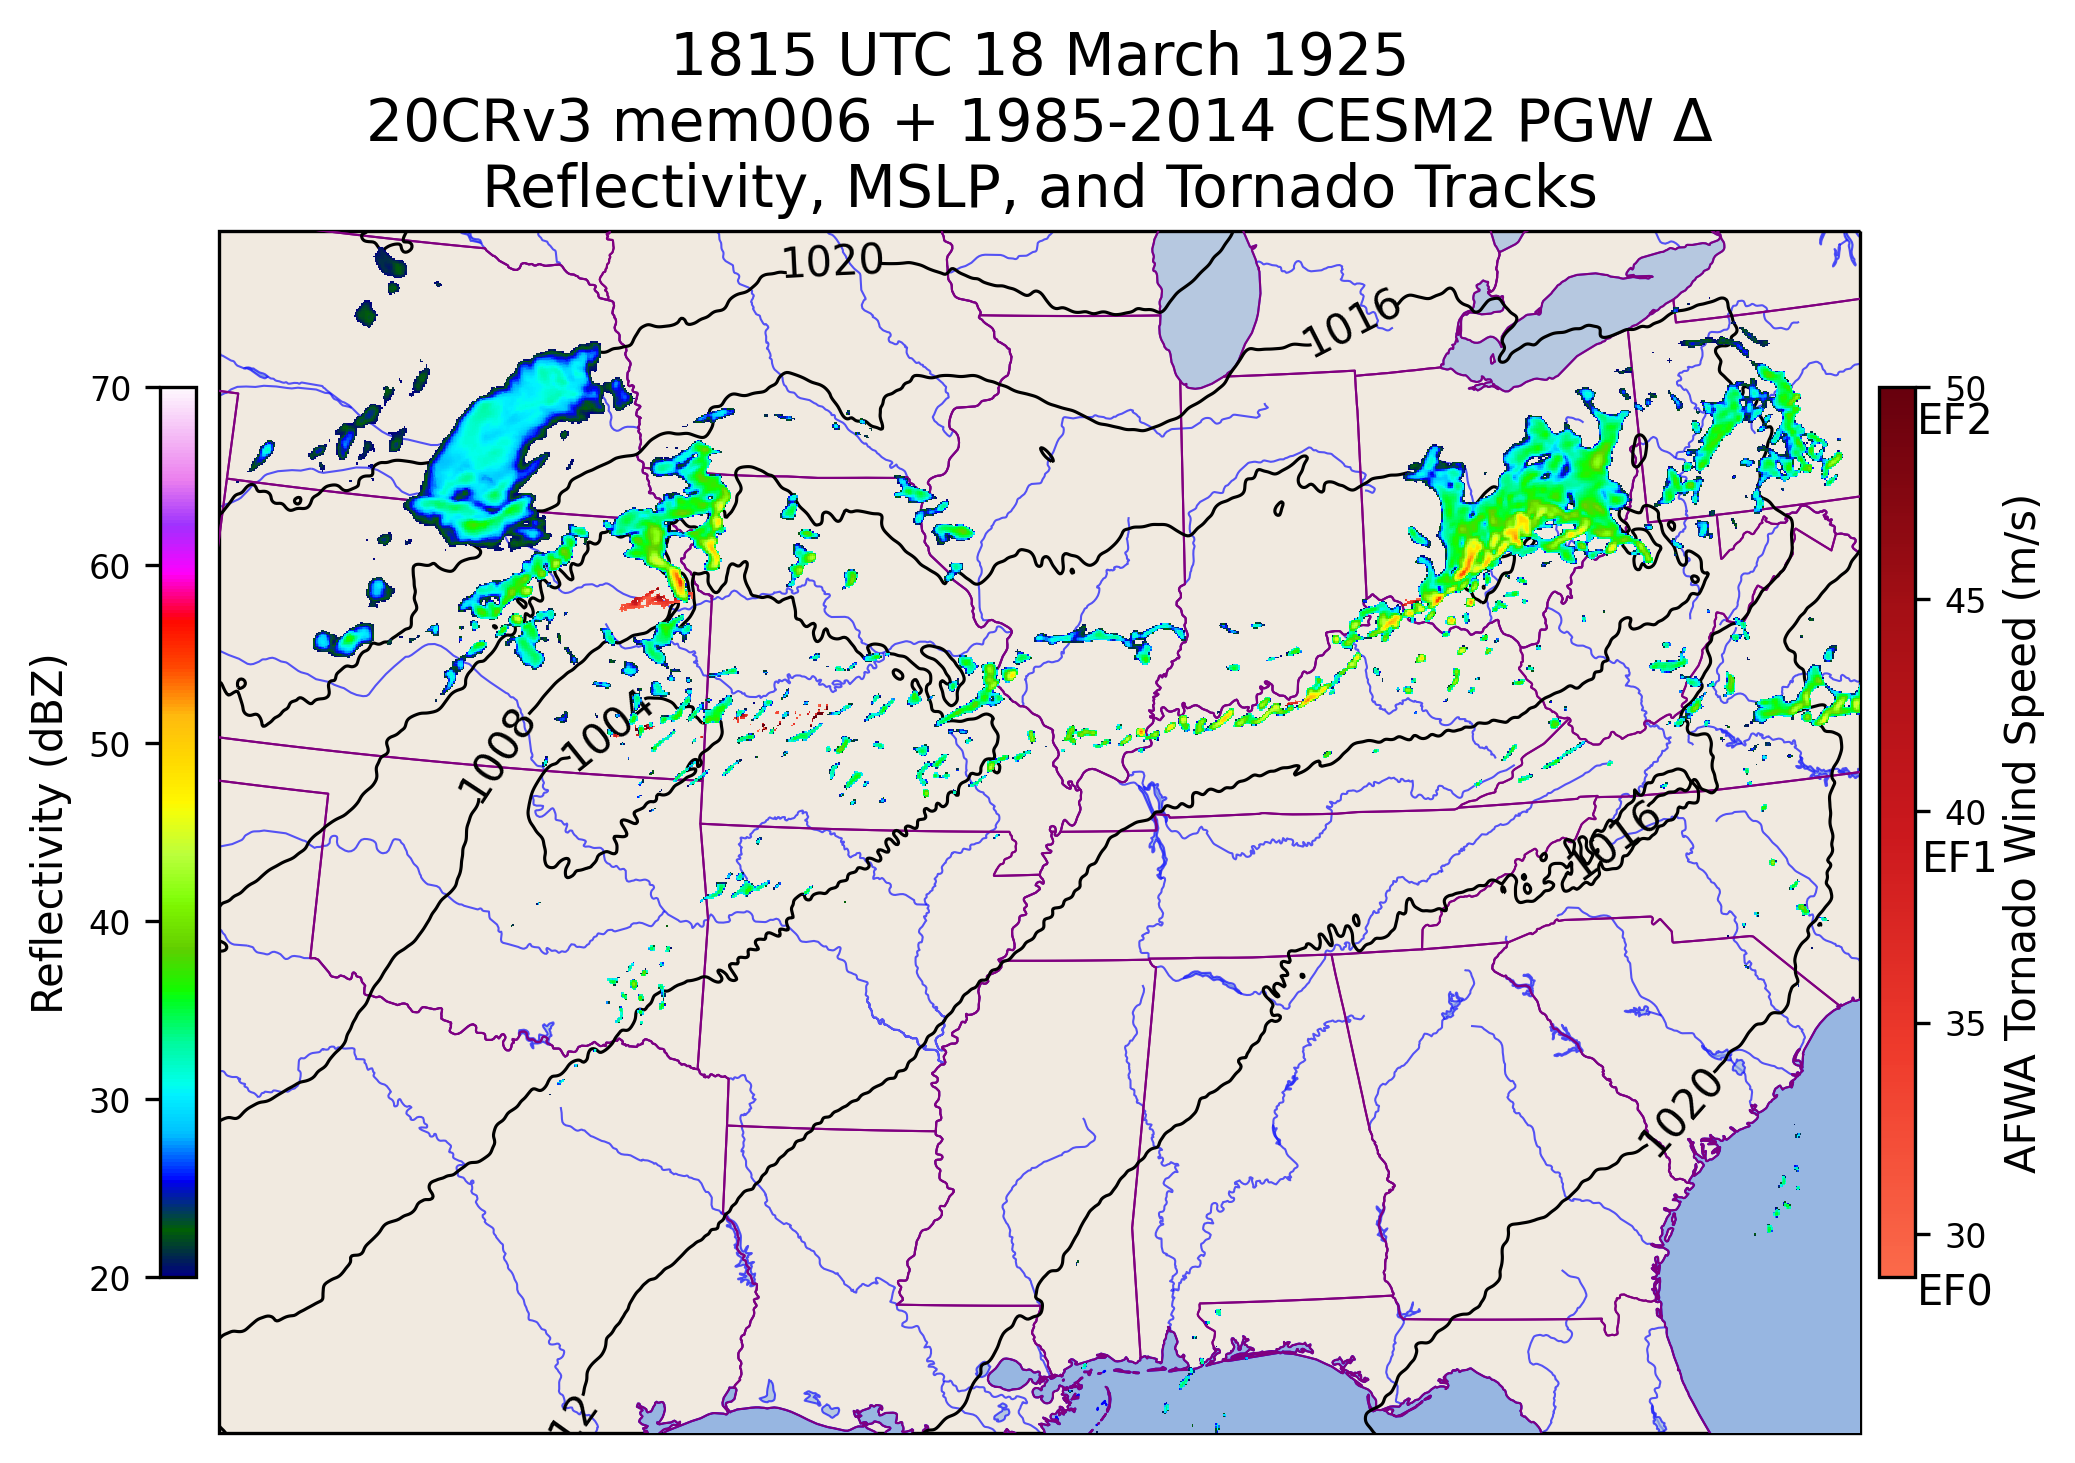 1815 UTC 18 March 1925
20CRv3 mem006 + 1985-2014 CESM2 PGW Δ
Reflectivity, MSLP, and Tornado Tracks
1020
1016
1008
1004
1016
1020
12
70
60
50
40
30
20
Reflectivity (dBZ)
50
EF2
45
40
EF1
35
30
EF0
AFWA Tornado Wind Speed (m/s)